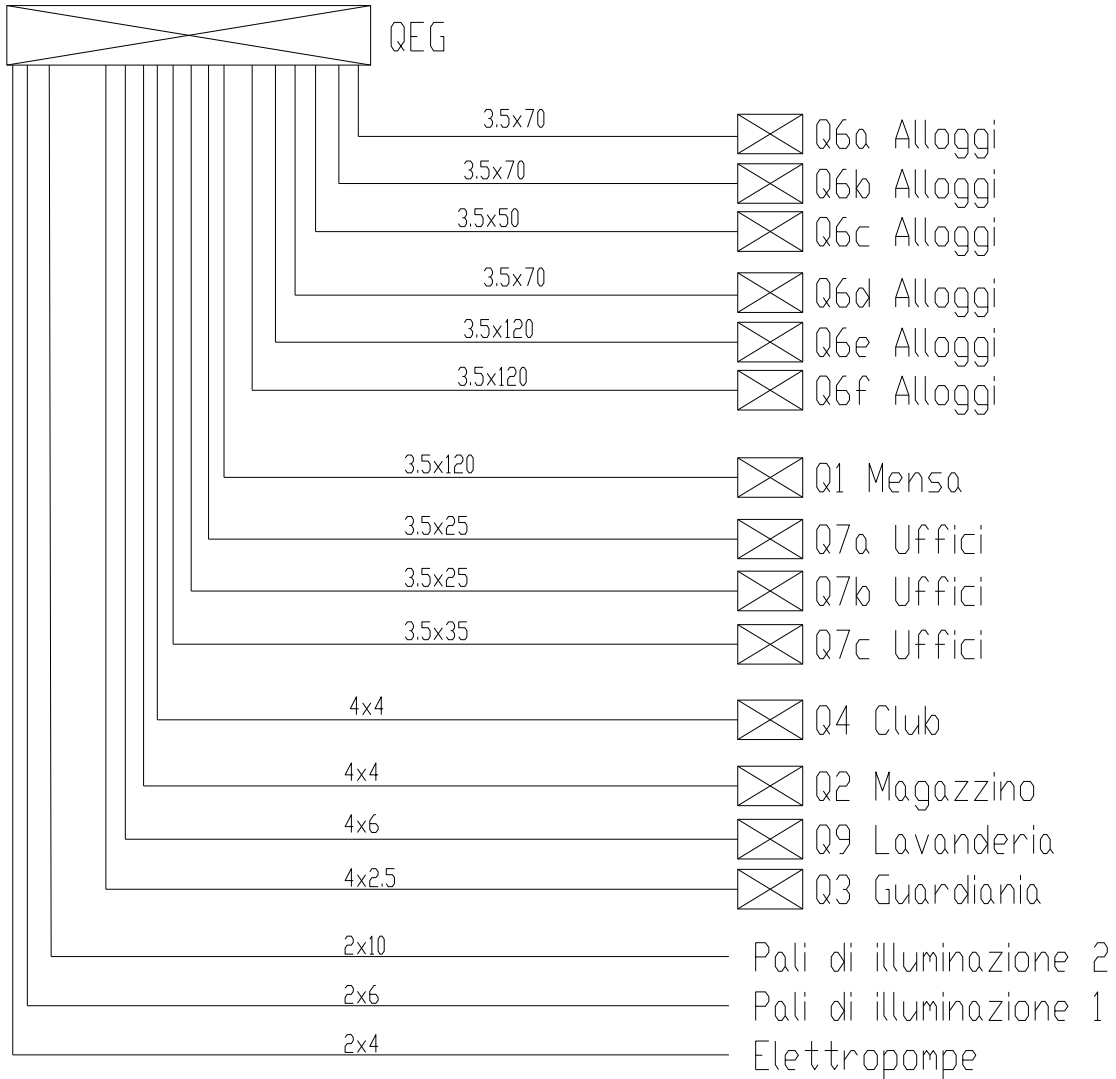 QEG
3.5x70
Q6a Alloggi
3.5x70
Q6b Alloggi
3.5x50
Q6c Alloggi
3.5x70
Q6d Alloggi
3.5x120
Q6e Alloggi
3.5x120
Q6f Alloggi
3.5x120
Q1 Mensa
3.5x25
Q7a Uffici
3.5x25
Q7b Uffici
3.5x35
Q7c Uffici
4x4
Q4 Club
4x4
Q2 Magazzino
4x6
Q9 Lavanderia
4x2.5
Q3 Guardiania
2x10
Pali di illuminazione 2
2x6
Pali di illuminazione 1
2x4
Elettropompe